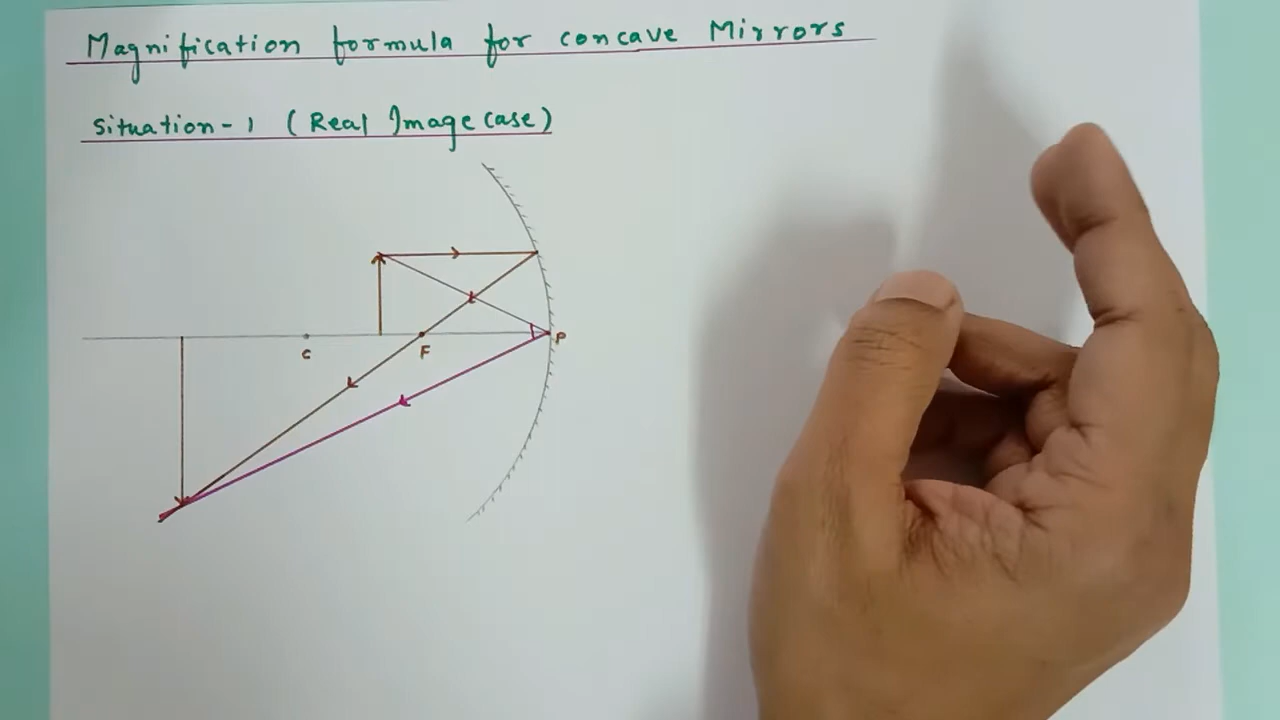 Magnification formula for concave Mirrors
Situation-1 (Real Image case)
C F P